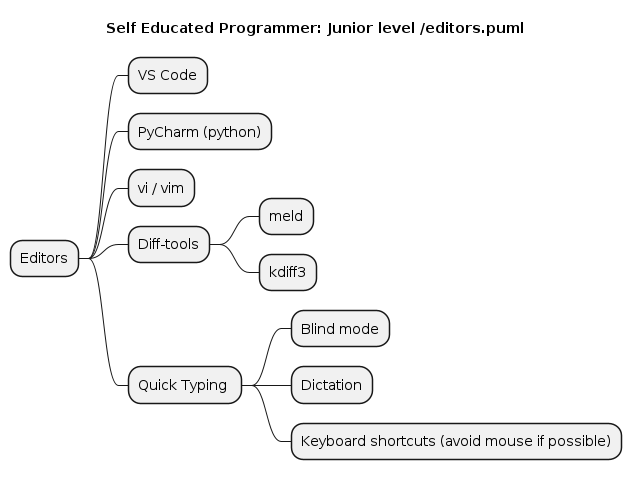 Self Educated Programmer: Junior level /editors.puml
VS Code
PyCharm (python)
vi / vim
meld
Diff-tools
Editors
kdiff3
Blind mode
Quick Typing
Dictation
Keyboard shortcuts (avoid mouse if possible)